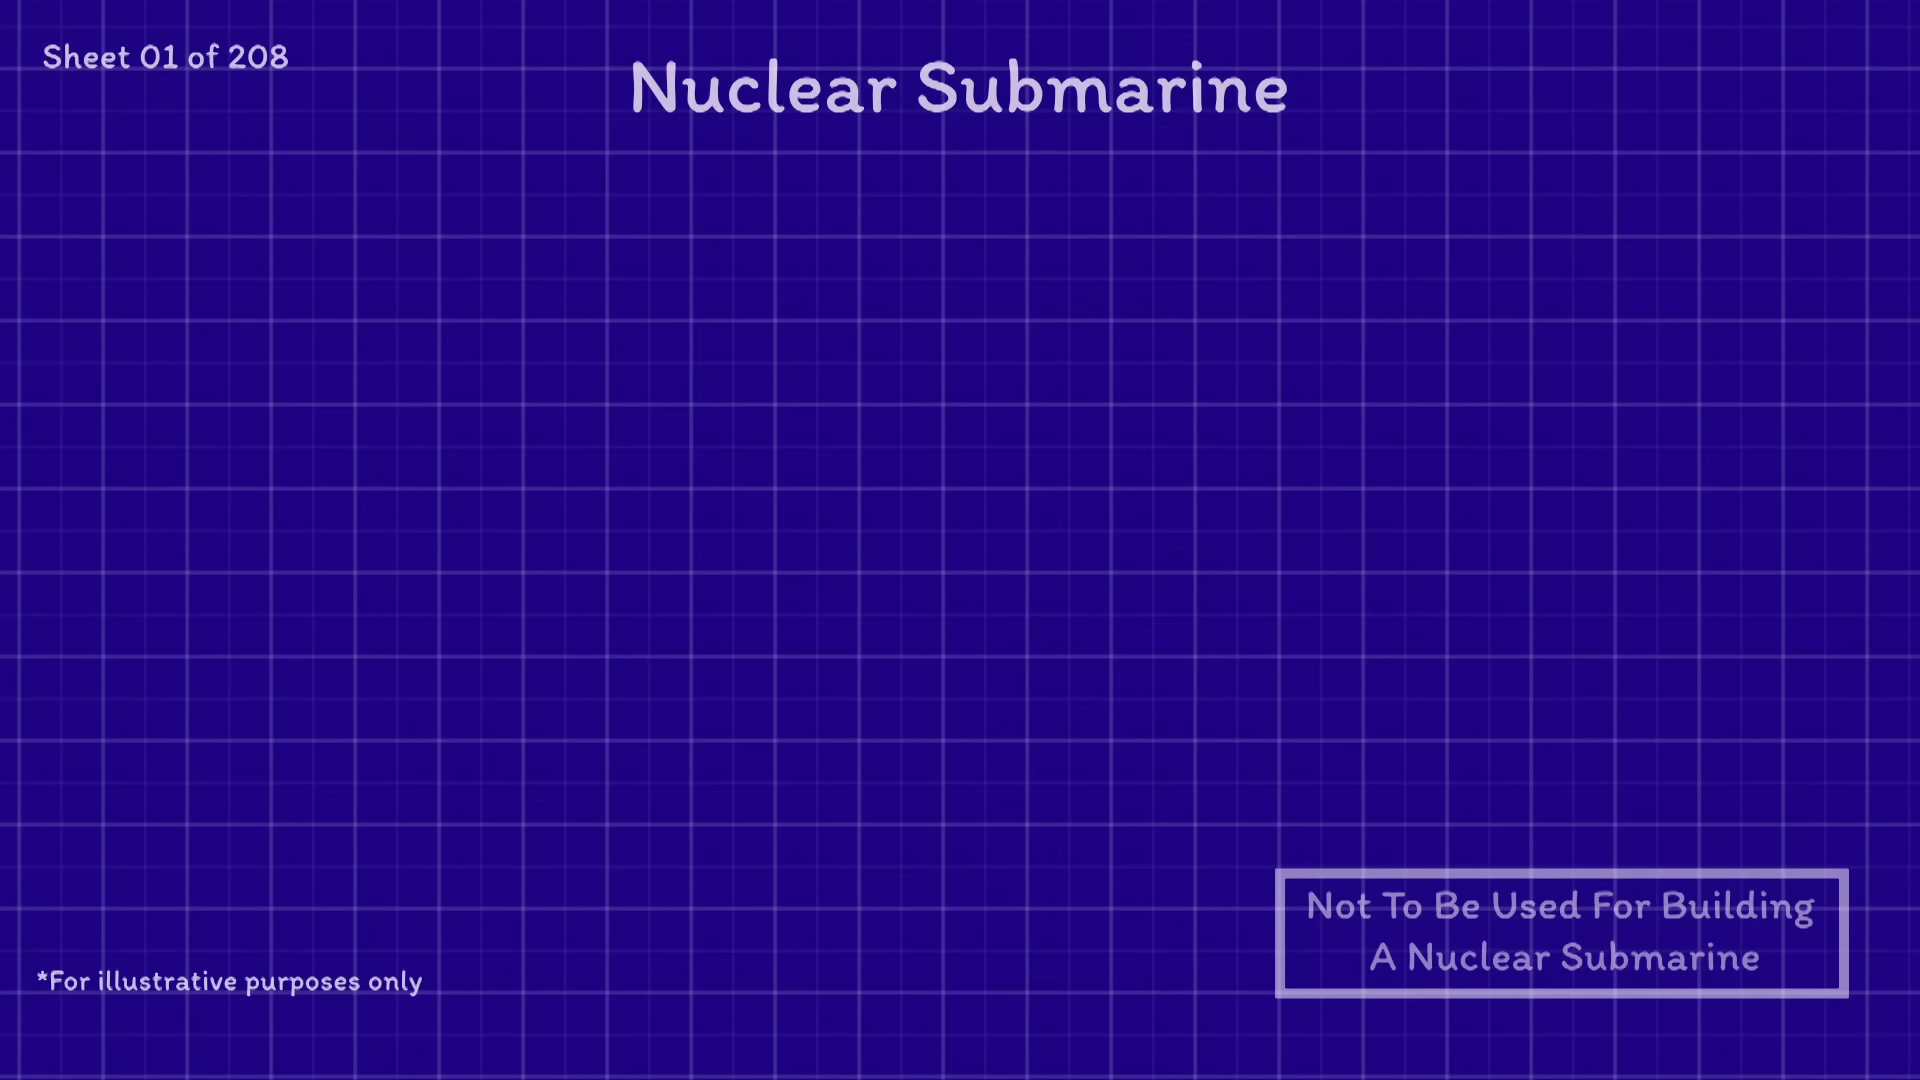 Sheet 01 of 208
Nuclear Submarine
Not To Be Used For Building
A Nuclear Submarine
*For illustrative purposes only